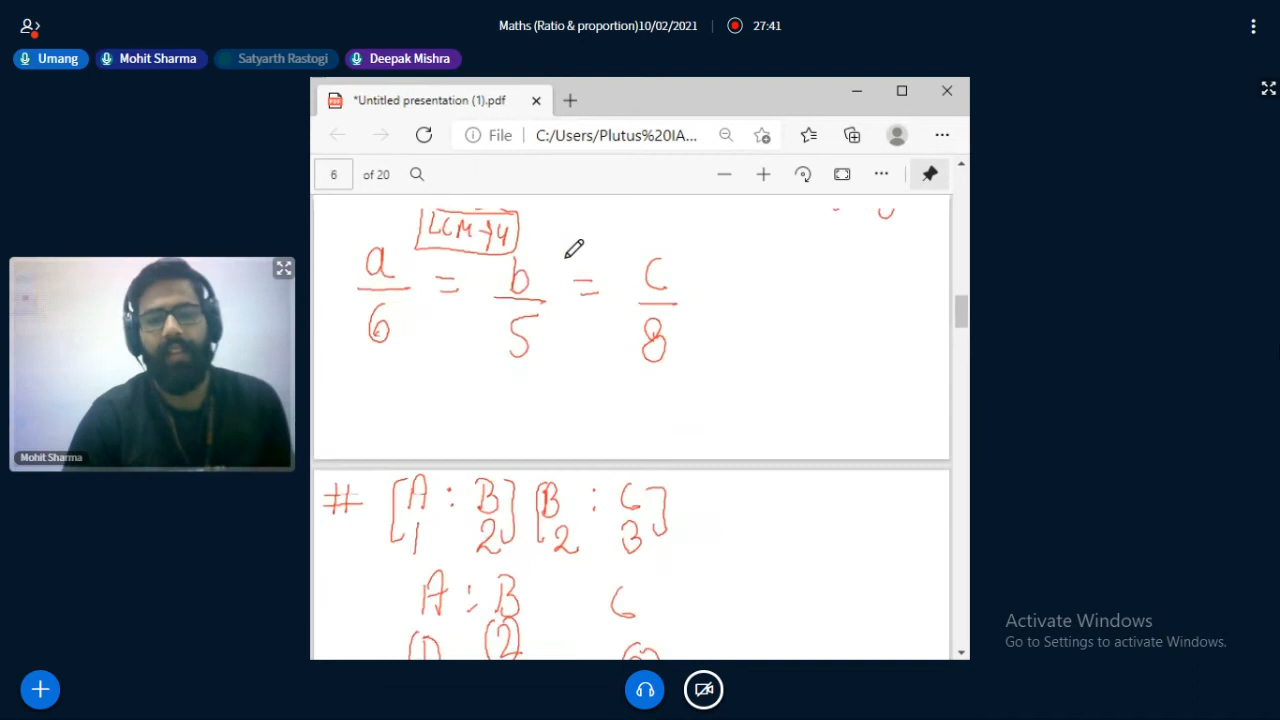 Maths (Ratio & proportion)10/02/2021 27:41
Umang Mohit Sharma Satyarth Rastogi Deepak Mishra
*Untitled presentation (1).pdf
File C:/Users/Plutus%20IA...
6 of 20
LCM→4
a/6 = b/5 = c/8
Mohit Sharma
# [A : B] [B : C]
1 2 2 3
A : B C
(1) (2)
Activate Windows
Go to Settings to activate Windows.